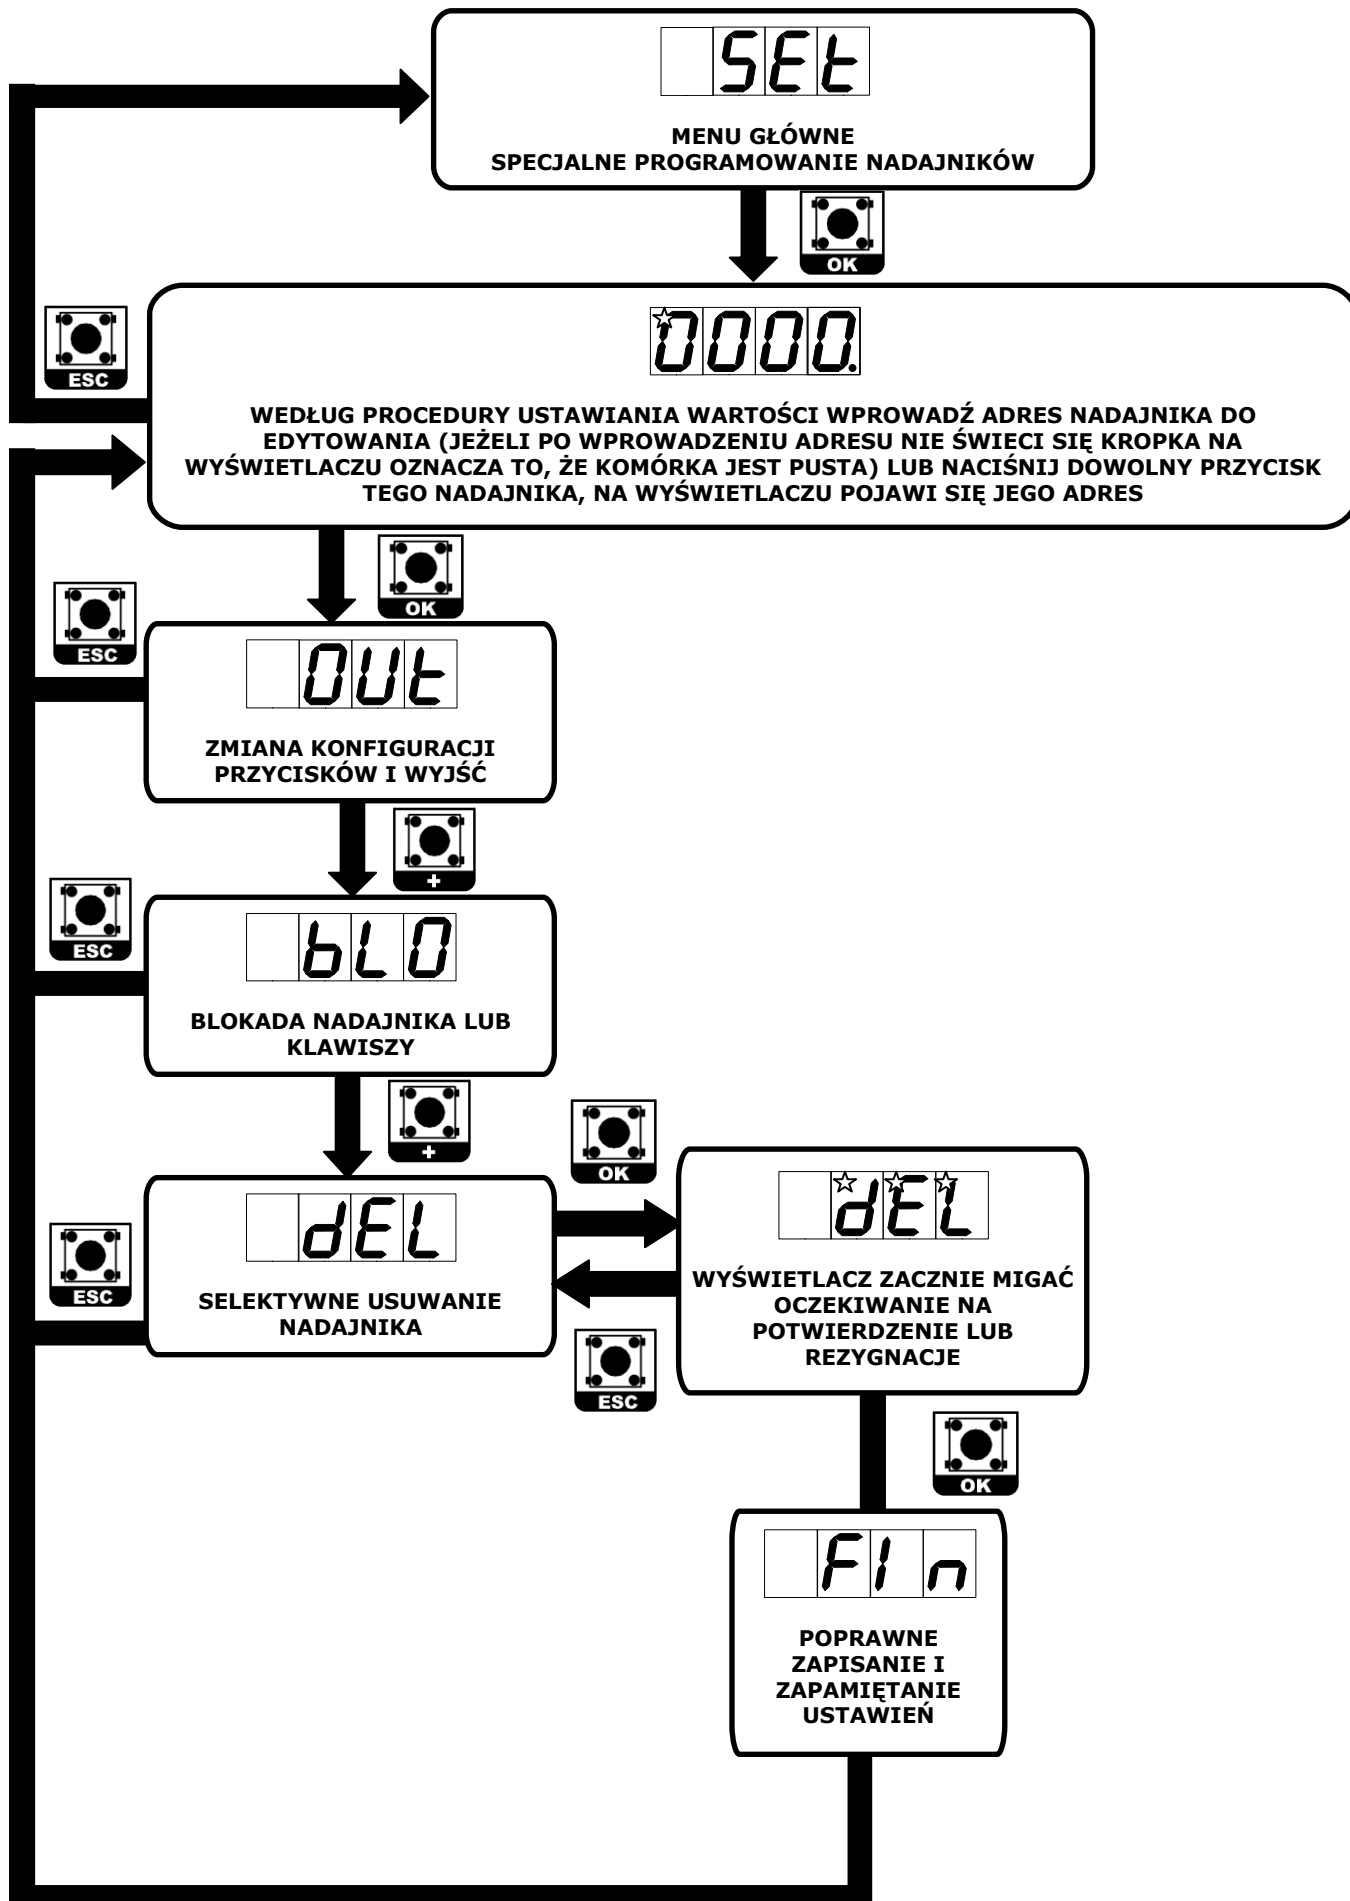 SEt
MENU GŁÓWNE
SPECJALNE PROGRAMOWANIE NADAJNIKÓW
OK
ESC
0000.
WEDŁUG PROCEDURY USTAWIANIA WARTOŚCI WPROWADŹ ADRES NADAJNIKA DO
EDYTOWANIA (JEŻELI PO WPROWADZENIU ADRESU NIE ŚWIECI SIĘ KROPKA NA
WYŚWIETLACZU OZNACZA TO, ŻE KOMÓRKA JEST PUSTA) LUB NACIŚNIJ DOWOLNY PRZYCISK
TEGO NADAJNIKA, NA WYŚWIETLACZU POJAWI SIĘ JEGO ADRES
OK
ESC
OUt
ZMIANA KONFIGURACJI
PRZYCISKÓW I WYJŚĆ
+
ESC
bLO
BLOKADA NADAJNIKA LUB
KLAWISZY
+
OK
ESC
dEL
SELEKTYWNE USUWANIE
NADAJNIKA
dEL
WYŚWIETLACZ ZACZNIE MIGAĆ
OCZEKIWANIE NA
POTWIERDZENIE LUB
REZYGNACJE
ESC
OK
FIn
POPRAWNE
ZAPISANIE I
ZAPAMIĘTANIE
USTAWIEŃ